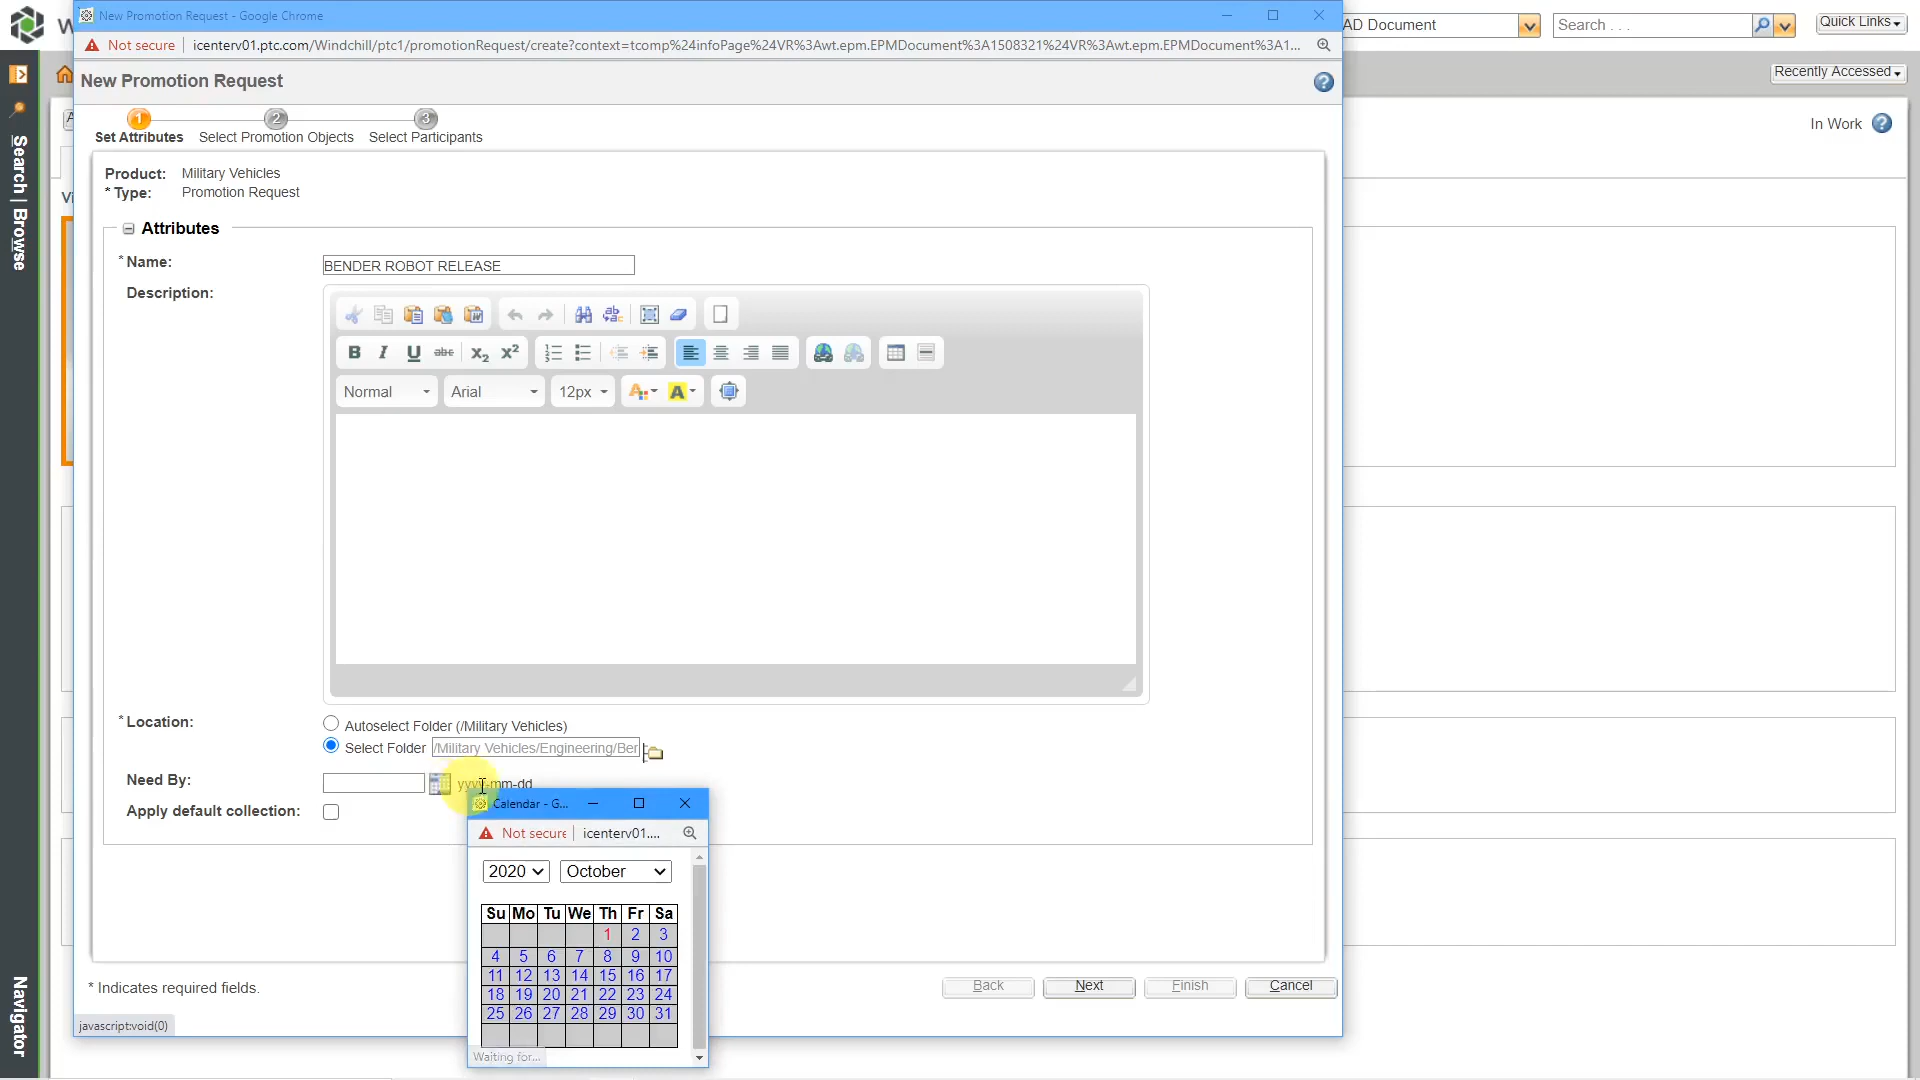 New Promotion Request - Google Chrome
Not secure
icenterv01.ptc.com/Windchill/ptc1/promotionRequest/create?context=tcomp%24infoPage%24VR%3Awt.epm.EPMDocument%3A1508321%24VR%3Awt.epm.EPMDocument%3A1...
AD Document
Search . . .
Quick Links
New Promotion Request
Recently Accessed
1
2
3
Set Attributes
Select Promotion Objects
Select Participants
In Work
Search | Browse
Product: Military Vehicles
* Type: Promotion Request
Attributes
* Name: BENDER ROBOT RELEASE
Description:
Normal
Arial
12px
* Location:
Autoselect Folder (/Military Vehicles)
Select Folder /Military Vehicles/Engineering/Ber
Need By: yyyy-mm-dd
Apply default collection:
Calendar - G...
Not secure
icenterv01....
2020 October
Su Mo Tu We Th Fr Sa
1 2 3
4 5 6 7 8 9 10
11 12 13 14 15 16 17
18 19 20 21 22 23 24
25 26 27 28 29 30 31
Waiting for...
* Indicates required fields.
Back
Next
Finish
Cancel
javascript:void(0)
Navigator